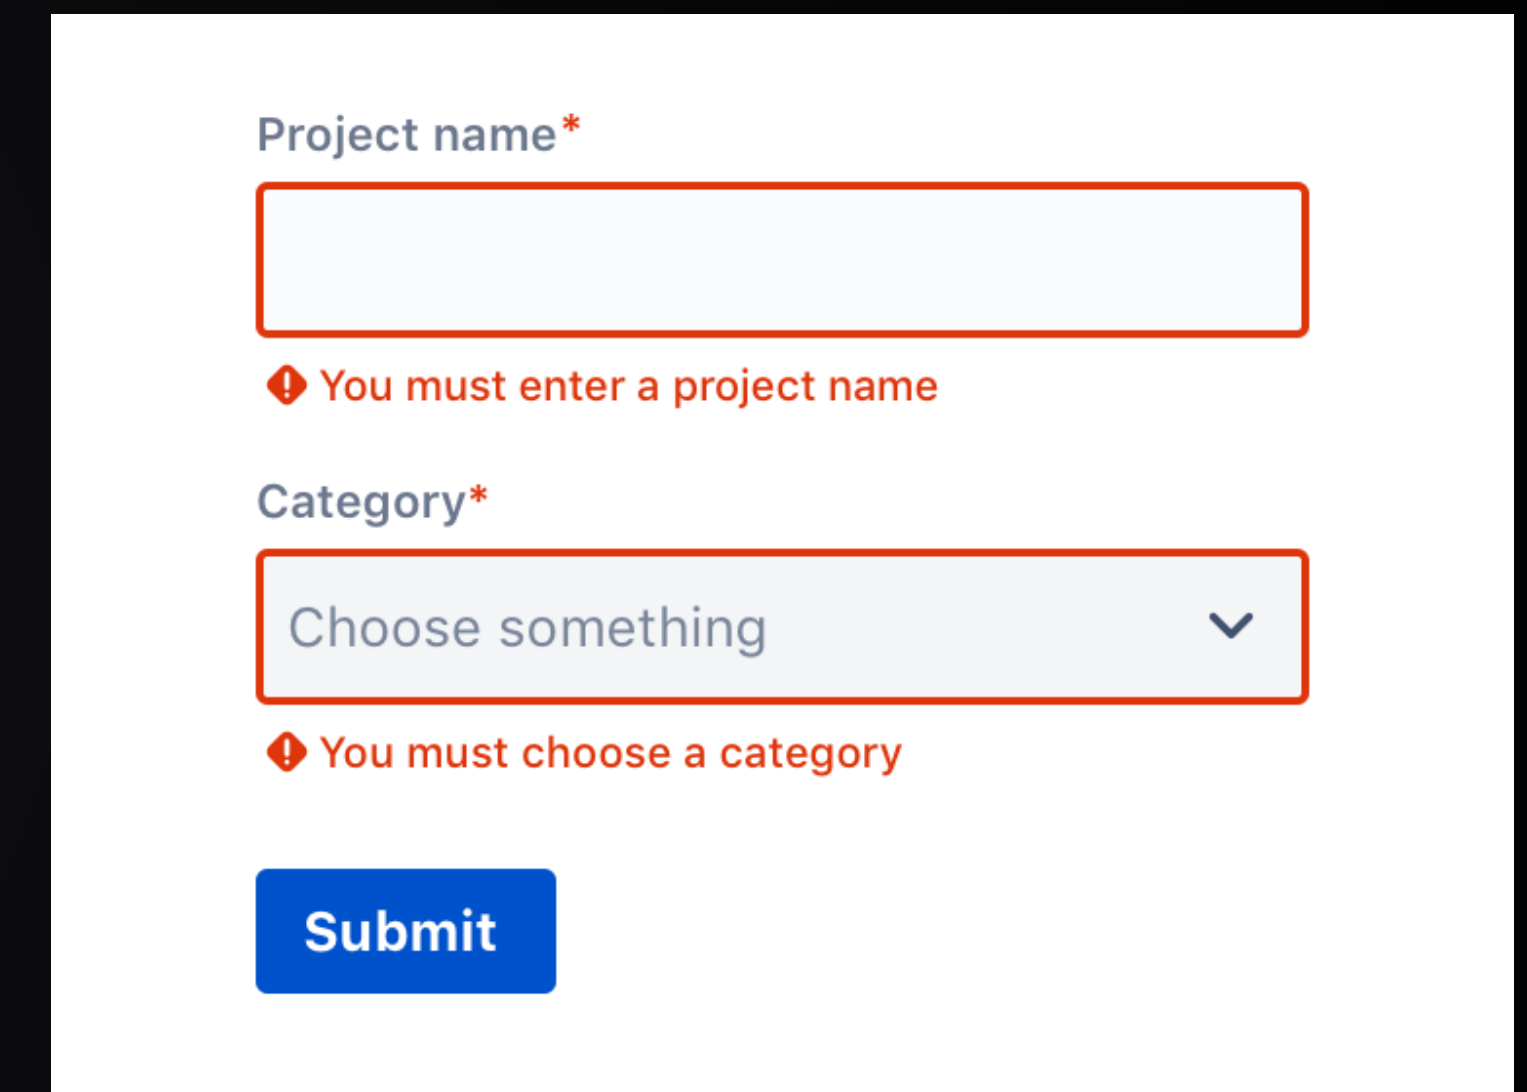 Project name*
You must enter a project name
Category*
Choose something
You must choose a category
Submit